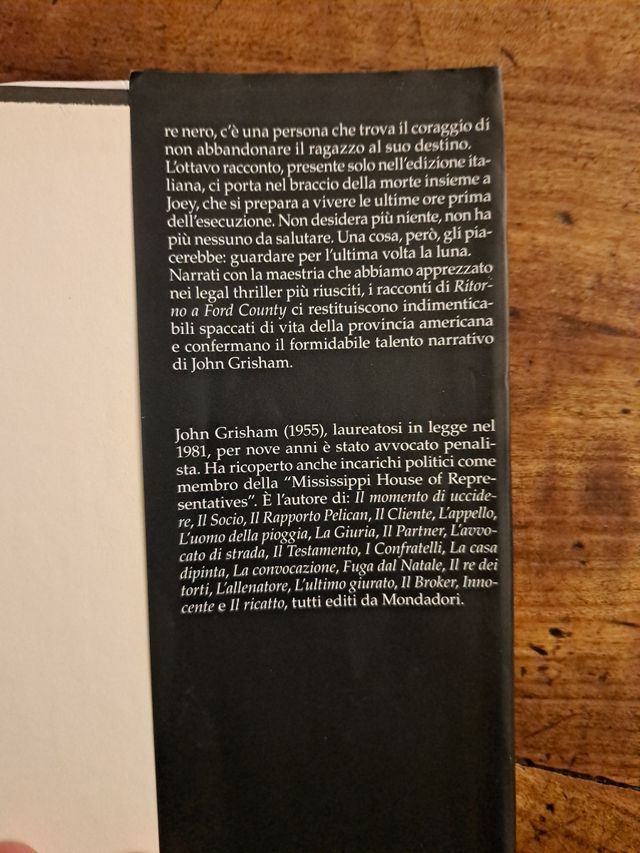 re nero, c'è una persona che trova il coraggio di
non abbandonare il ragazzo al suo destino.
L'ottavo racconto, presente solo nell'edizione ita-
liana, ci porta nel braccio della morte insieme a
Joey, che si prepara a vivere le ultime ore prima
dell'esecuzione. Non desidera più niente, non ha
più nessuno da salutare. Una cosa, però, gli pia-
cerebbe: guardare per l'ultima volta la luna.
Narrati con la maestria che abbiamo apprezzato
nei legal thriller più riusciti, i racconti di Ritor-
no a Ford County ci restituiscono indimentica-
bili spaccati di vita della provincia americana
e confermano il formidabile talento narrativo
di John Grisham.
John Grisham (1955), laureatosi in legge nel
1981, per nove anni è stato avvocato penali-
sta. Ha ricoperto anche incarichi politici come
membro della "Mississippi House of Repre-
sentatives". È l'autore di: Il momento di uccide-
re, Il Socio, Il Rapporto Pelican, Il Cliente, L'appello,
L'uomo della pioggia, La Giuria, Il Partner, L'avvo-
cato di strada, Il Testamento, I Confratelli, La casa
dipinta, La convocazione, Fuga dal Natale, Il re dei
torti, L'allenatore, L'ultimo giurato, Il Broker, Inno-
cente e Il ricatto, tutti editi da Mondadori.